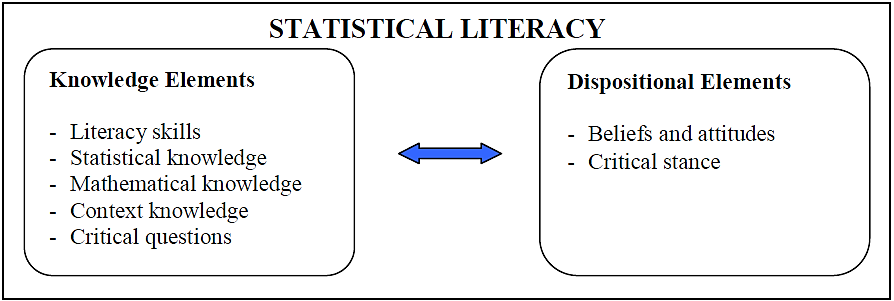 STATISTICAL LITERACY
Knowledge Elements
- Literacy skills
- Statistical knowledge
- Mathematical knowledge
- Context knowledge
- Critical questions
Dispositional Elements
- Beliefs and attitudes
- Critical stance